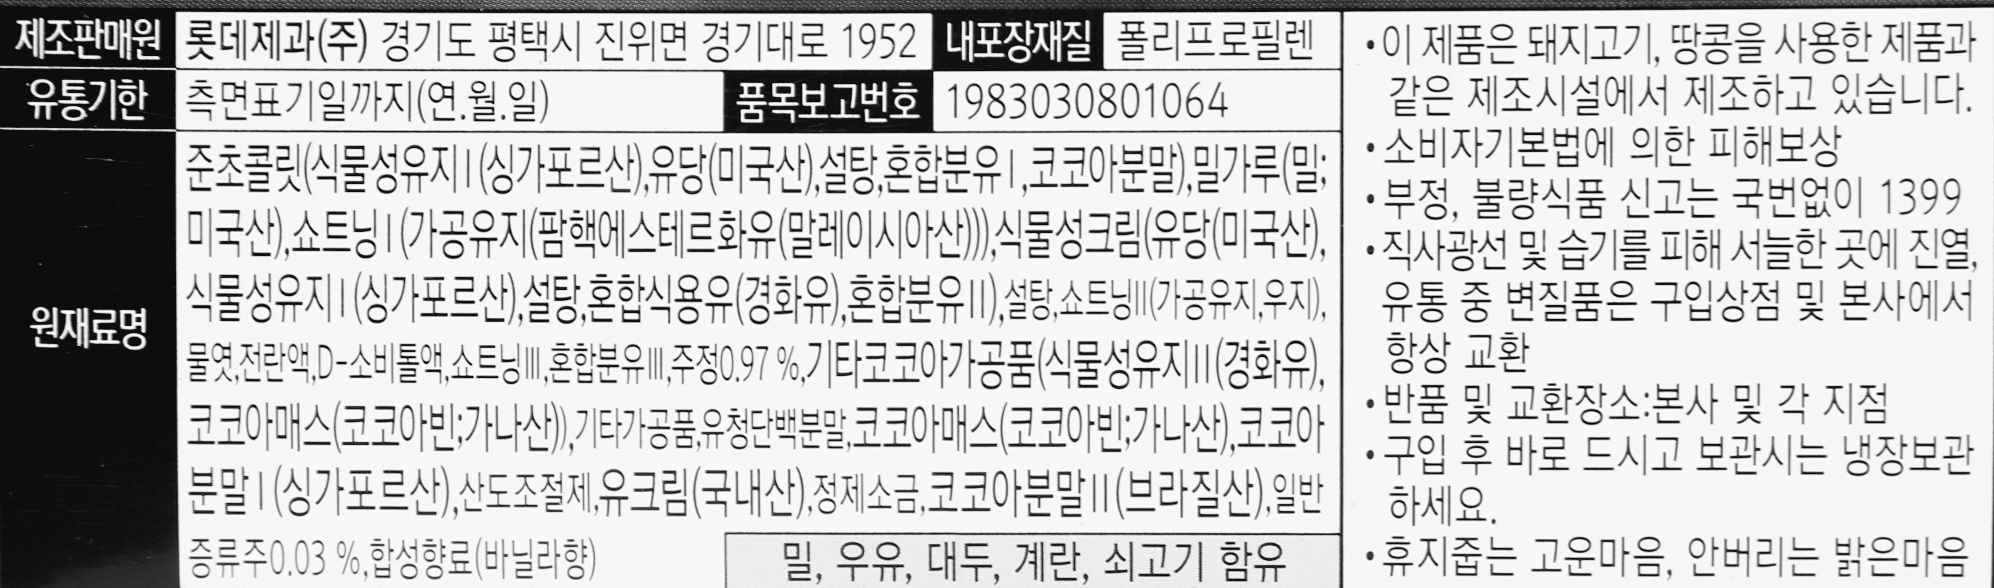 제조판매원 롯데제과(주) 경기도 평택시 진위면 경기대로 1952 내포장재질 폴리프로필렌
유통기한 측면표기일까지(연.월.일) 품목보고번호 1983030801064
원재료명
준초콜릿(식물성유지Ⅰ(싱가포르산),유당(미국산),설탕,혼합분유Ⅰ,코코아분말),밀가루(밀;
미국산),쇼트닝Ⅰ(가공유지(팜핵에스테르화유(말레이시아산))),식물성크림(유당(미국산),
식물성유지Ⅰ(싱가포르산),설탕,혼합식용유(경화유),혼합분유II),설탕,쇼트닝II(가공유지,우지),
물엿,전란액,D-소비톨액,쇼트닝III,혼합분유III,주정0.97 %,기타코코아가공품(식물성유지II(경화유),
코코아매스(코코아빈;가나산)),기타가공품,유청단백분말,코코아매스(코코아빈;가나산),코코아
분말Ⅰ(싱가포르산),산도조절제,유크림(국내산),정제소금,코코아분말II(브라질산),일반
증류주0.03 %,합성향료(바닐라향)
밀, 우유, 대두, 계란, 쇠고기 함유
•이 제품은 돼지고기, 땅콩을 사용한 제품과
같은 제조시설에서 제조하고 있습니다.
•소비자기본법에 의한 피해보상
•부정, 불량식품 신고는 국번없이 1399
•직사광선 및 습기를 피해 서늘한 곳에 진열,
유통 중 변질품은 구입상점 및 본사에서
항상 교환
•반품 및 교환장소:본사 및 각 지점
•구입 후 바로 드시고 보관시는 냉장보관
하세요.
•휴지줍는 고운마음, 안버리는 밝은마음